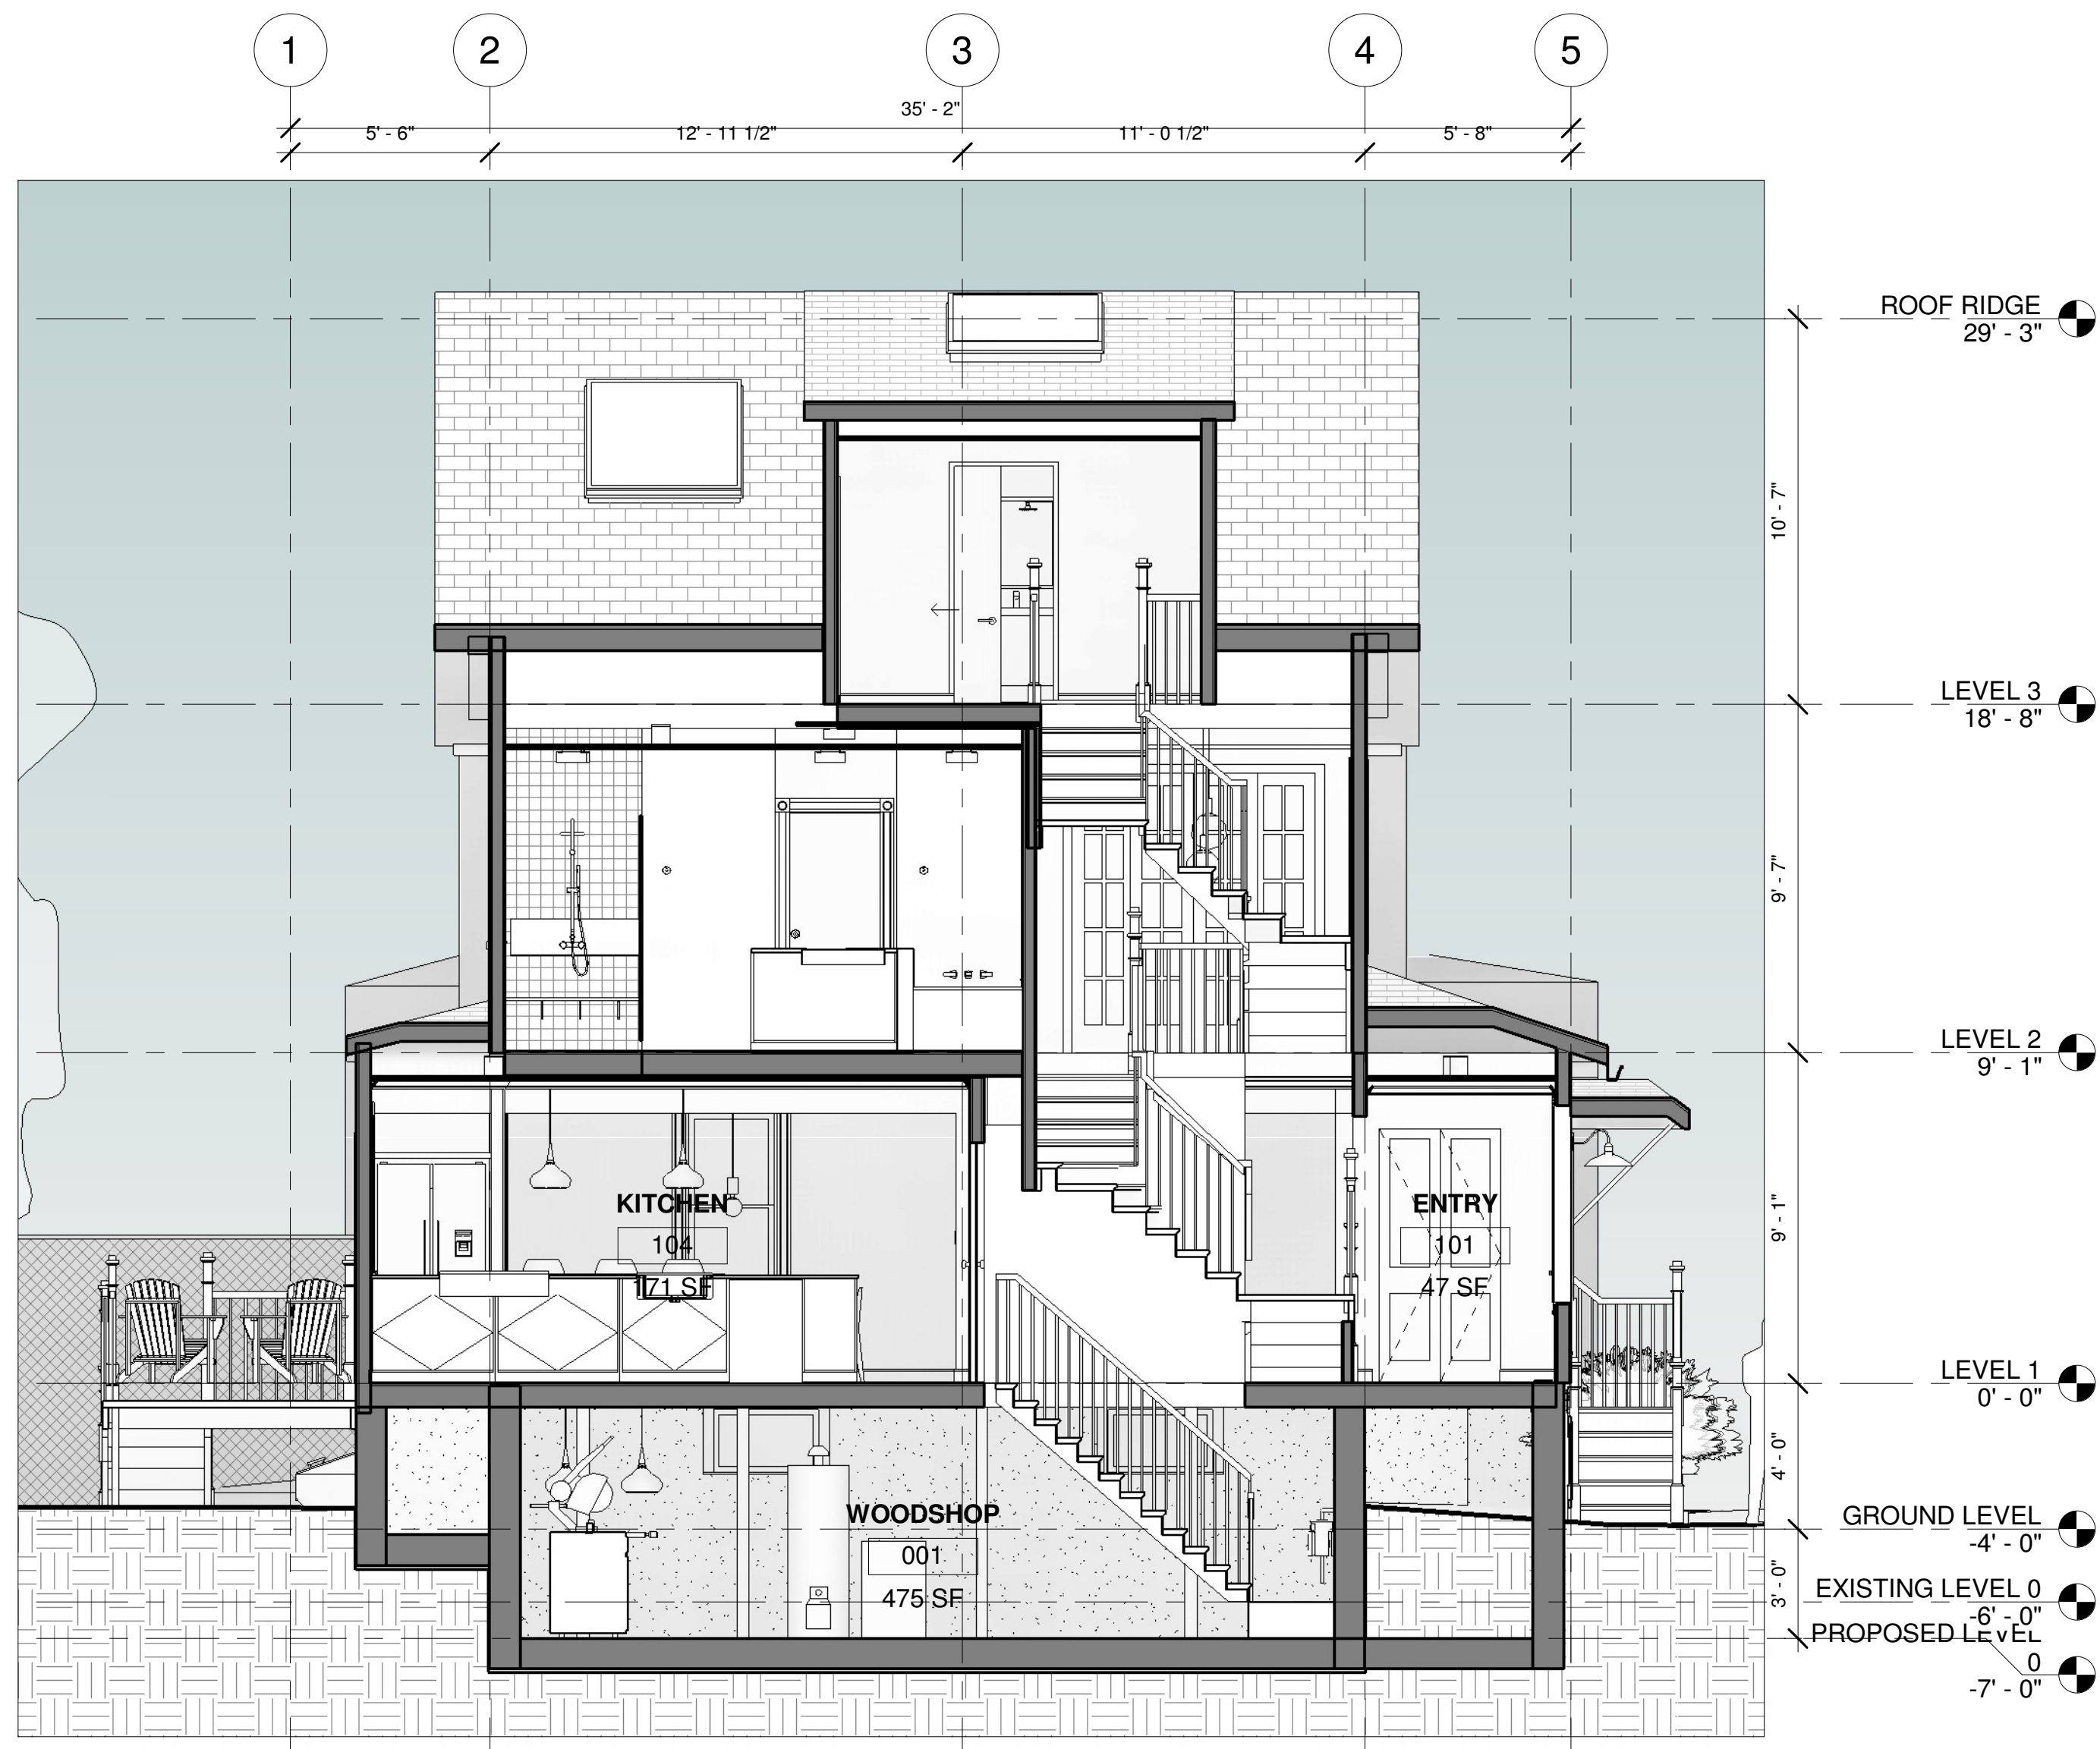 1
2
3
4
5
35' - 2"
5' - 6"
12' - 11 1/2"
11' - 0 1/2"
5' - 8"
ROOF RIDGE
29' - 3"
10' - 7"
LEVEL 3
18' - 8"
9' - 7"
LEVEL 2
9' - 1"
9' - 1"
KITCHEN
104
171 SF
ENTRY
101
47 SF
LEVEL 1
0' - 0"
4' - 0"
WOODSHOP
001
475 SF
GROUND LEVEL
-4' - 0"
3' - 0"
EXISTING LEVEL 0
-6' - 0"
PROPOSED LEVEL
0
-7' - 0"